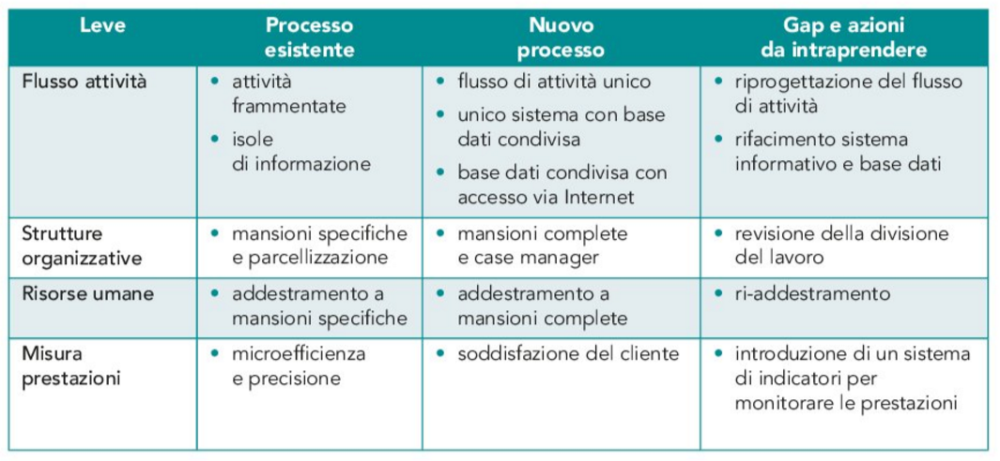 Leve
Processo
esistente
Nuovo
processo
Gap e azioni
da intraprendere
Flusso attività
• attività
frammentate
• isole
di informazione
• flusso di attività unico
• unico sistema con base
dati condivisa
• base dati condivisa con
accesso via Internet
• riprogettazione del flusso
di attività
• rifacimento sistema
informativo e base dati
Strutture
organizzative
• mansioni specifiche
e parcellizzazione
• mansioni complete
e case manager
• revisione della divisione
del lavoro
Risorse umane
• addestramento a
mansioni specifiche
• addestramento a
mansioni complete
• ri-addestramento
Misura
prestazioni
• microefficienza
e precisione
• soddisfazione del cliente
• introduzione di un sistema
di indicatori per
monitorare le prestazioni